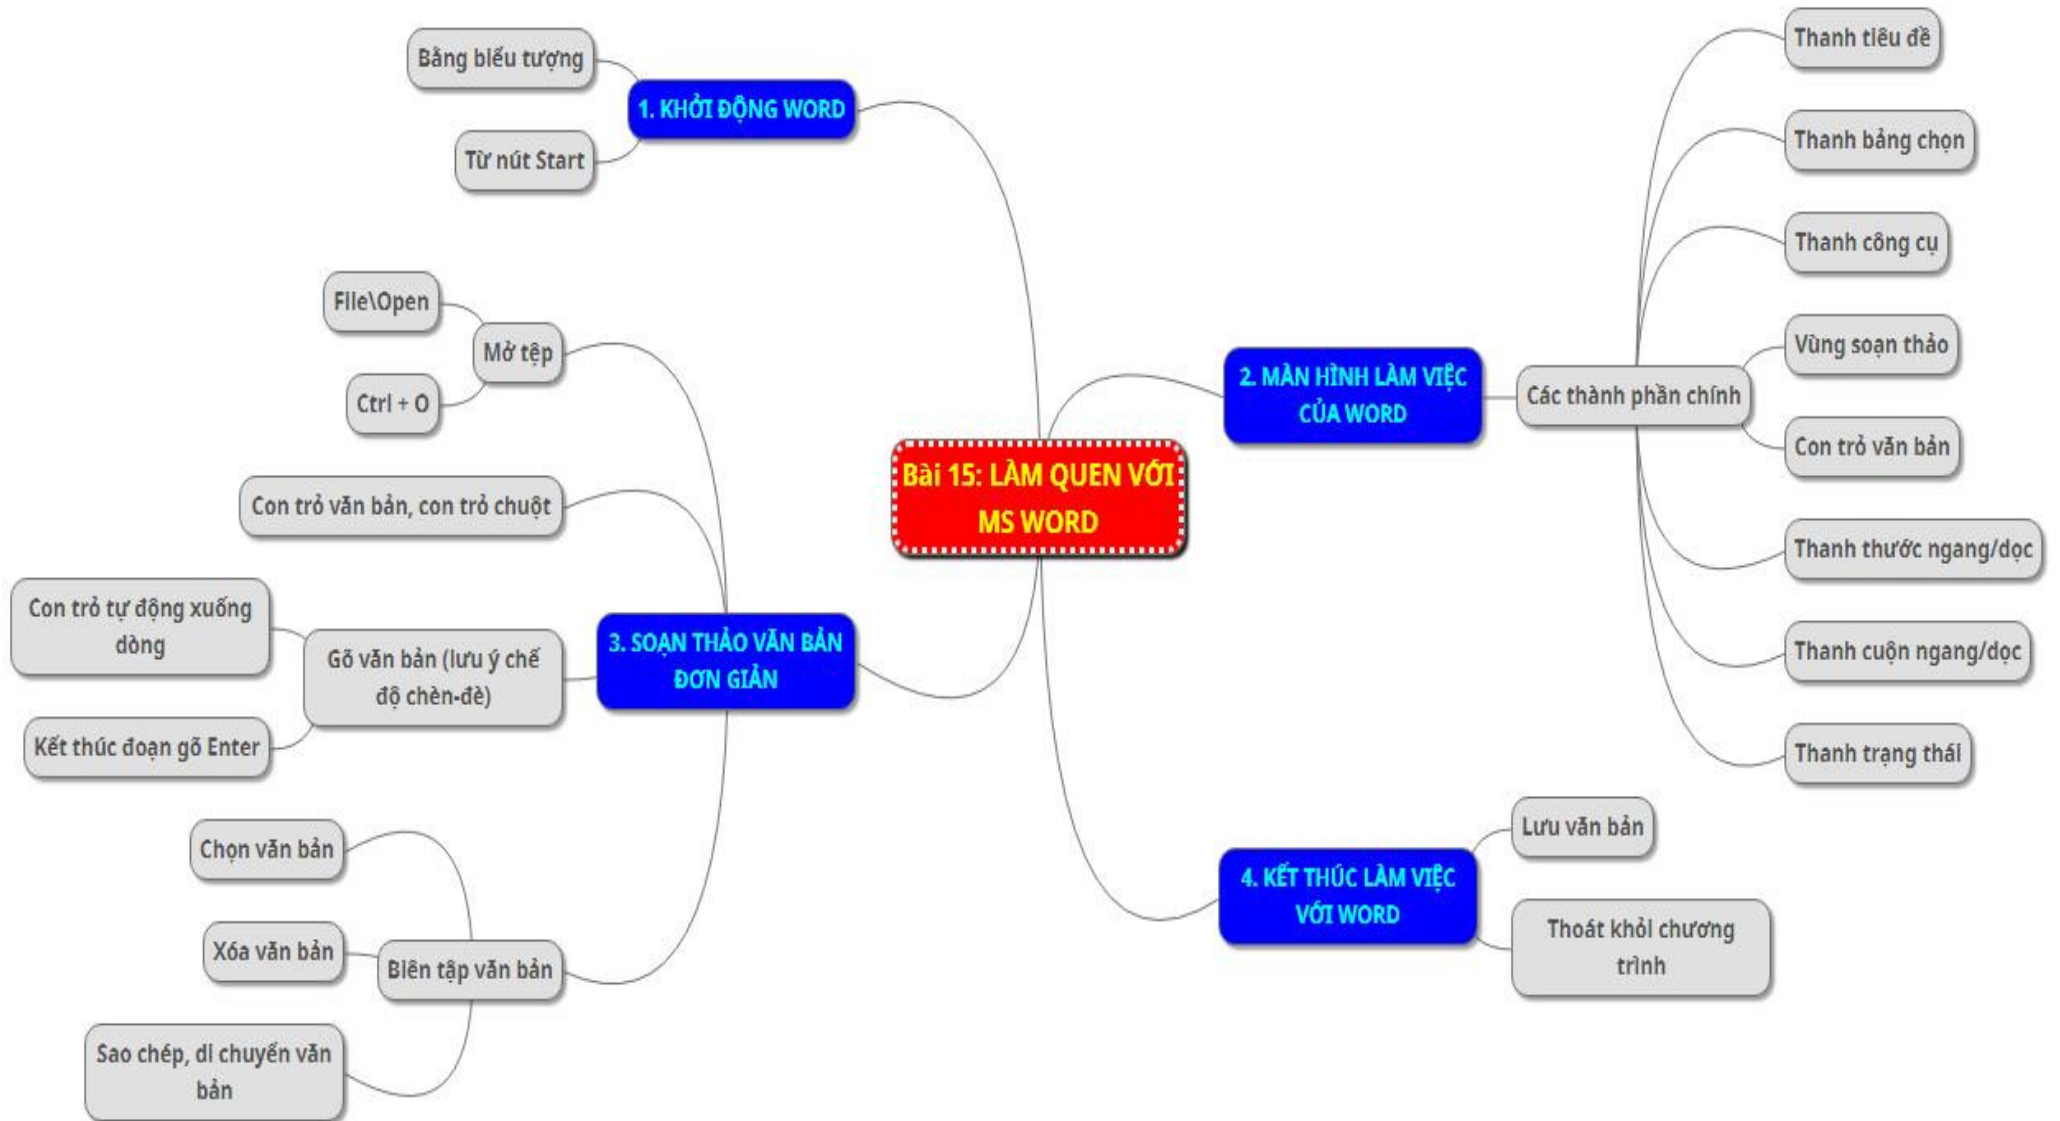 Bài 15: LÀM QUEN VỚI
MS WORD
1. KHỞI ĐỘNG WORD
Bằng biểu tượng
Từ nút Start
2. MÀN HÌNH LÀM VIỆC
CỦA WORD
Các thành phần chính
Thanh tiêu đề
Thanh bảng chọn
Thanh công cụ
Vùng soạn thảo
Con trỏ văn bản
Thanh thước ngang/dọc
Thanh cuộn ngang/dọc
Thanh trạng thái
3. SOẠN THẢO VĂN BẢN
ĐƠN GIẢN
Mở tệp
File\Open
Ctrl + O
Con trỏ văn bản, con trỏ chuột
Gõ văn bản (lưu ý chế
độ chèn-đè)
Con trỏ tự động xuống
dòng
Kết thúc đoạn gõ Enter
Biên tập văn bản
Chọn văn bản
Xóa văn bản
Sao chép, di chuyển văn
bản
4. KẾT THÚC LÀM VIỆC
VỚI WORD
Lưu văn bản
Thoát khỏi chương
trình